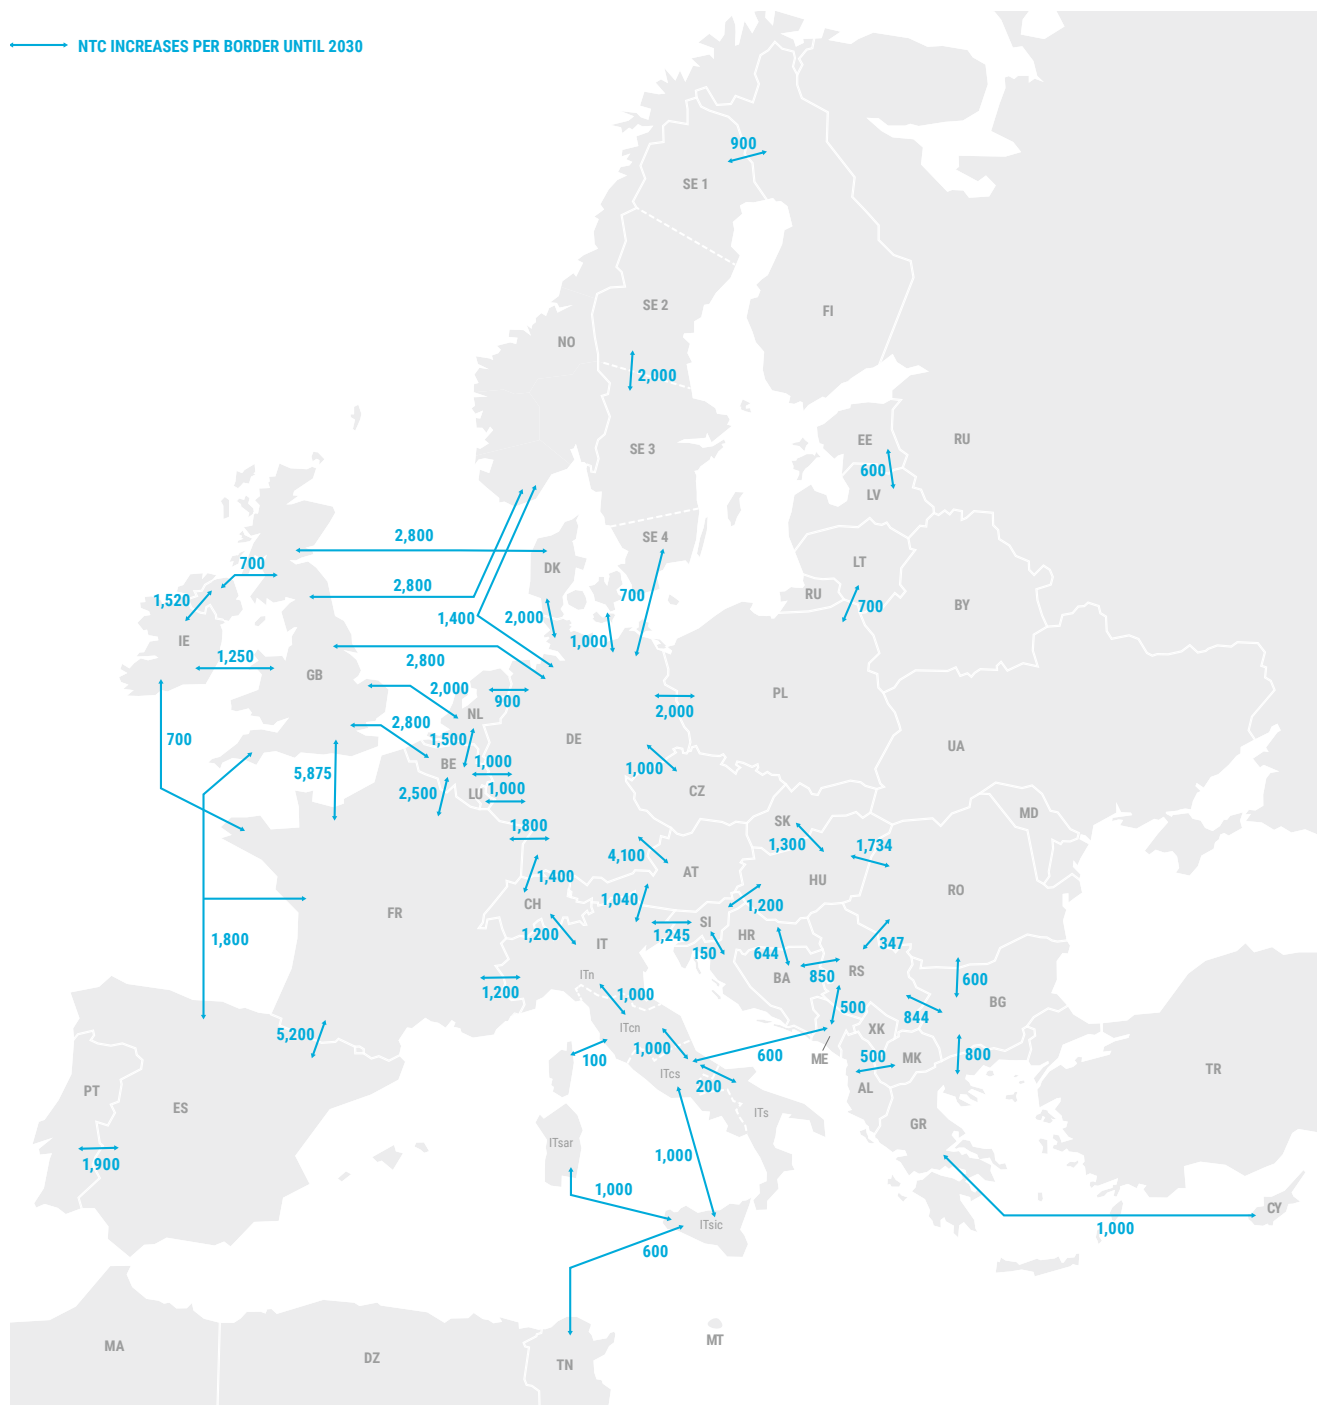 NTC INCREASES PER BORDER UNTIL 2030
900
SE 1
SE 2
FI
NO
2,000
EE
RU
SE 3
600
LV
2,800
SE 4
700
DK
LT
2,800
700
RU
1,520
BY
700
1,400
2,000
IE
1,000
1,250
2,800
GB
2,000
PL
900
NL
2,000
700
2,800
1,500
DE
UA
BE
1,000
5,875
1,000
2,500
LU
1,000
CZ
MD
SK
1,800
1,300
1,734
4,100
AT
1,400
HU
RO
1,040
CH
1,200
FR
SI
1,200
1,245
HR
IT
347
1,800
150
644
BA
RS
ITn
850
600
1,200
1,000
BG
500
844
ITcn
XK
5,200
1,000
600
ME
500
MK
800
100
TR
ITcs
200
AL
PT
ES
ITs
GR
ITsar
1,000
1,900
1,000
CY
ITsic
1,000
600
MT
MA
DZ
TN